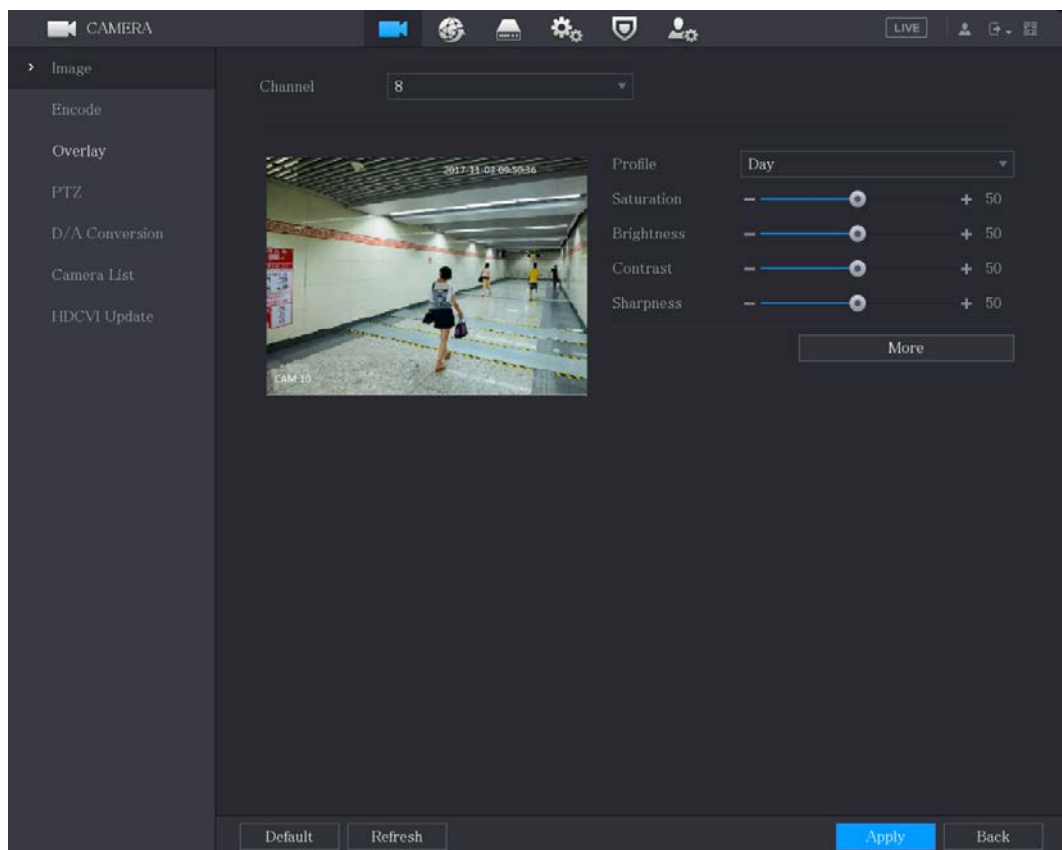 CAMERA
LIVE
Image
Encode
Overlay
PTZ
D/A Conversion
Camera List
HDCVI Update
Channel 8
2017-11-03 09:50:36
CAM 10
Profile Day
Saturation - + 50
Brightness - + 50
Contrast - + 50
Sharpness - + 50
More
Default Refresh Apply Back